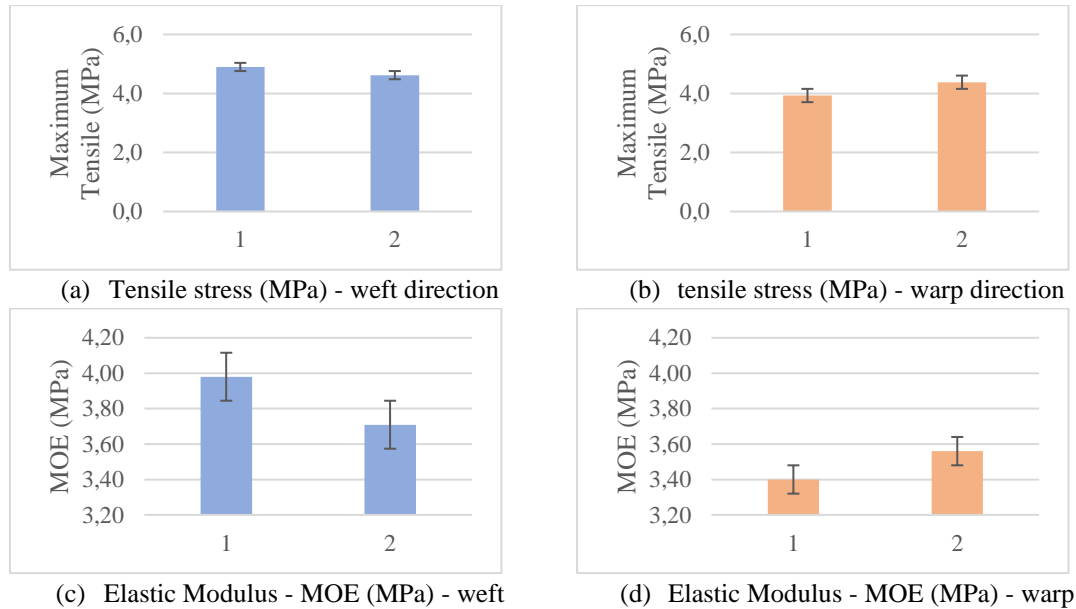 6,0
4,0
2,0
0,0
Maximum
Tensile (MPa)
1
2
(a) Tensile stress (MPa) - weft direction
6,0
4,0
2,0
0,0
Maximum
Tensile (MPa)
1
2
(b) tensile stress (MPa) - warp direction
4,20
4,00
3,80
3,60
3,40
3,20
MOE (MPa)
1
2
(c) Elastic Modulus - MOE (MPa) - weft
4,20
4,00
3,80
3,60
3,40
3,20
MOE (MPa)
1
2
(d) Elastic Modulus - MOE (MPa) - warp